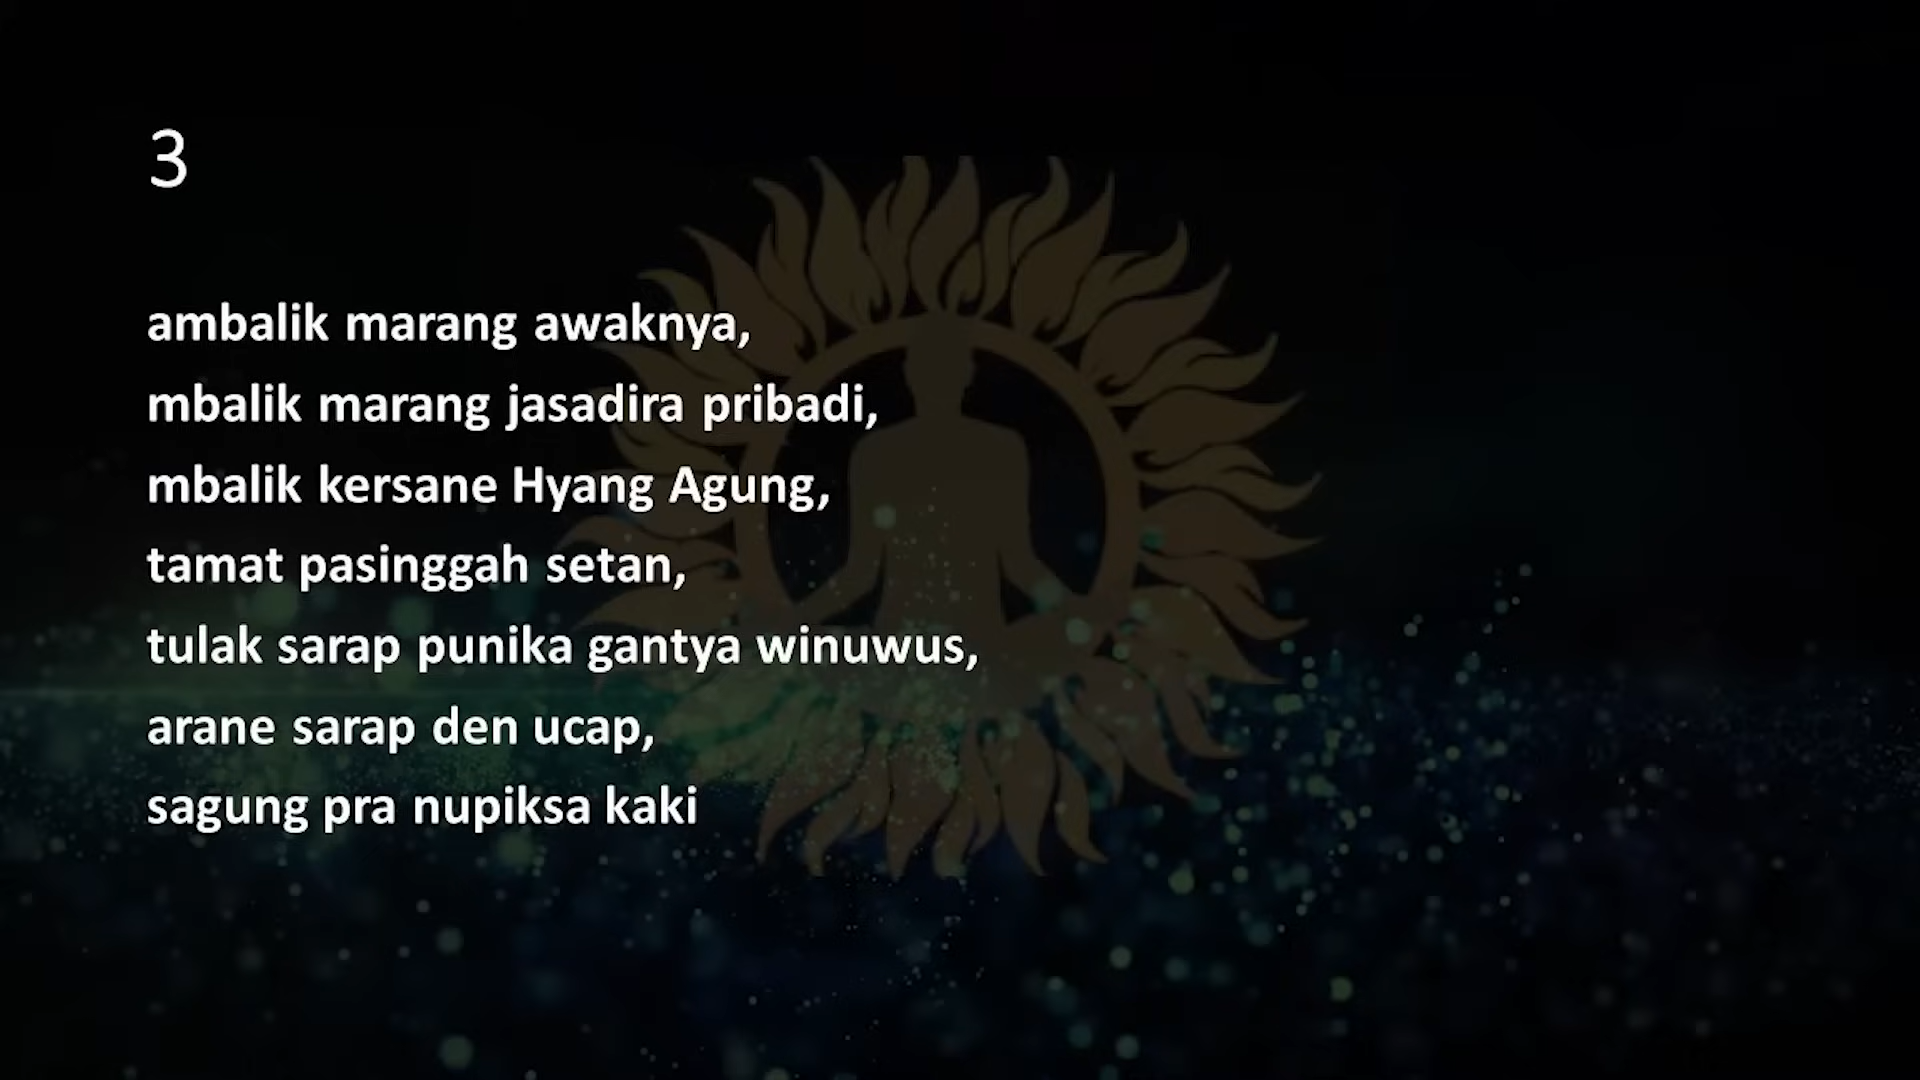 3
ambalik marang awaknya,
mbalik marang jasadira pribadi,
mbalik kersane Hyang Agung,
tamat pasinggah setan,
tulak sarap punika gantya winuwus,
arane sarap den ucap,
sagung pra nupiksa kaki